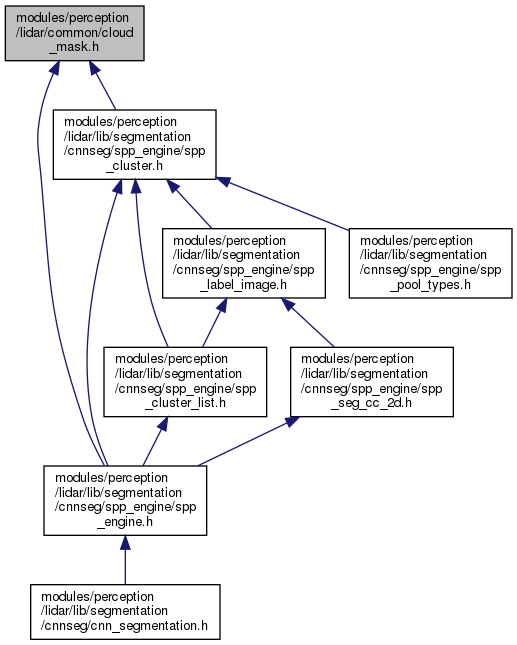 modules/perception
/lidar/common/cloud
_mask.h
modules/perception
/lidar/lib/segmentation
/cnnseg/spp_engine/spp
_cluster.h
modules/perception
/lidar/lib/segmentation
/cnnseg/spp_engine/spp
_label_image.h
modules/perception
/lidar/lib/segmentation
/cnnseg/spp_engine/spp
_pool_types.h
modules/perception
/lidar/lib/segmentation
/cnnseg/spp_engine/spp
_cluster_list.h
modules/perception
/lidar/lib/segmentation
/cnnseg/spp_engine/spp
_seg_cc_2d.h
modules/perception
/lidar/lib/segmentation
/cnnseg/spp_engine/spp
_engine.h
modules/perception
/lidar/lib/segmentation
/cnnseg/cnn_segmentation.h